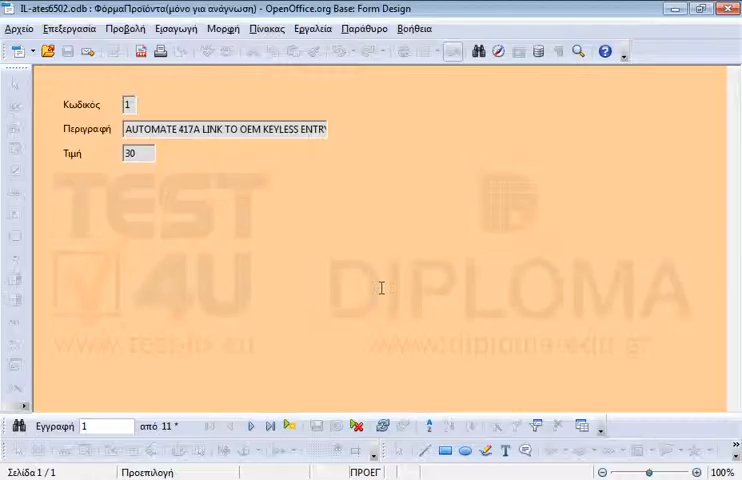 IL-ates6502.odb : ΦόρμαΠροϊόντα(μόνο για ανάγνωση) - OpenOffice.org Base: Form Design
Αρχείο Επεξεργασία Προβολή Εισαγωγή Μορφή Πίνακας Εργαλεία Παράθυρο Βοήθεια
Κωδικός 1
Περιγραφή AUTOMATE 417A LINK TO OEM KEYLESS ENTRY
Τιμή 30
TEST
4U DIPLOMA
www.test4u.eu www.diploma.edu.gr
Εγγραφή 1 από 11 *
Σελίδα 1 / 1 Προεπιλογή ΠΡΟΕΓ 100%